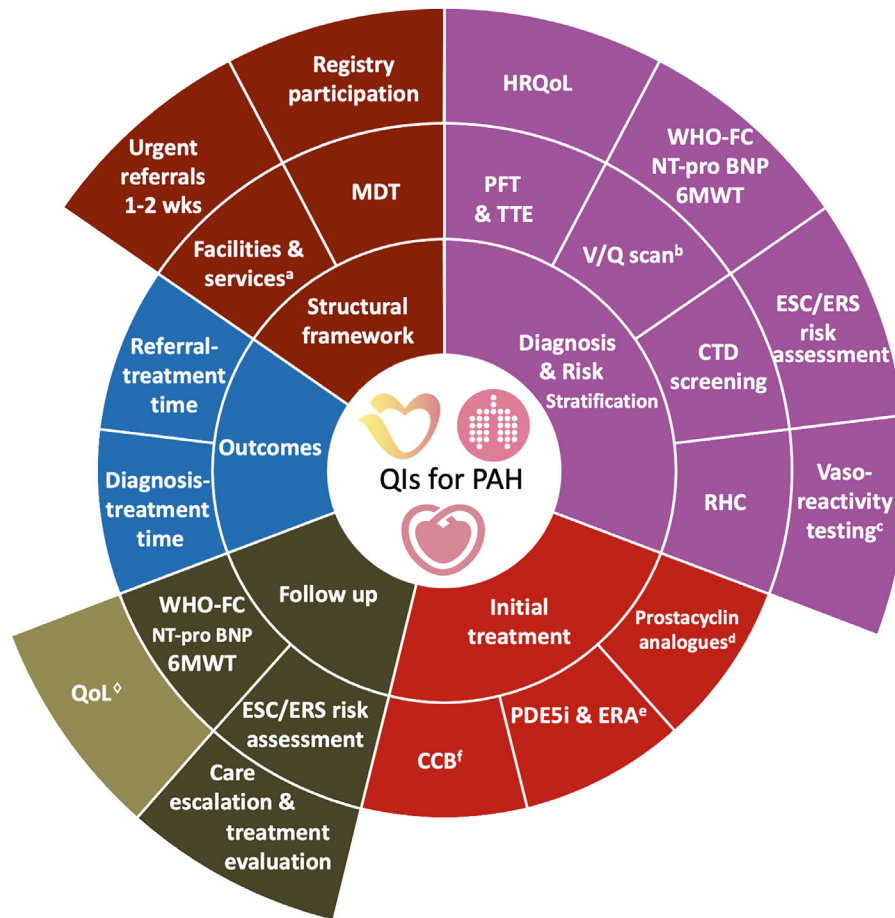 Registry
participation
HRQoL
Urgent
referrals
1-2 wks
WHO-FC
NT-pro BNP
6MWT
MDT
PFT
& TTE
Facilities &
servicesᵃ
V/Q scanᵇ
Structural
framework
ESC/ERS
risk
assessment
Referral-
treatment
time
Diagnosis
& Risk
Stratification
CTD
screening
Outcomes
QIs for PAH
Diagnosis-
treatment
time
RHC
Vaso-
reactivity
testingᶜ
Follow up
Initial
treatment
WHO-FC
NT-pro BNP
6MWT
Prostacyclin
analoguesᵈ
QoL◊
ESC/ERS risk
assessment
PDE5i & ERAᵉ
CCBᶠ
Care
escalation &
treatment
evaluation